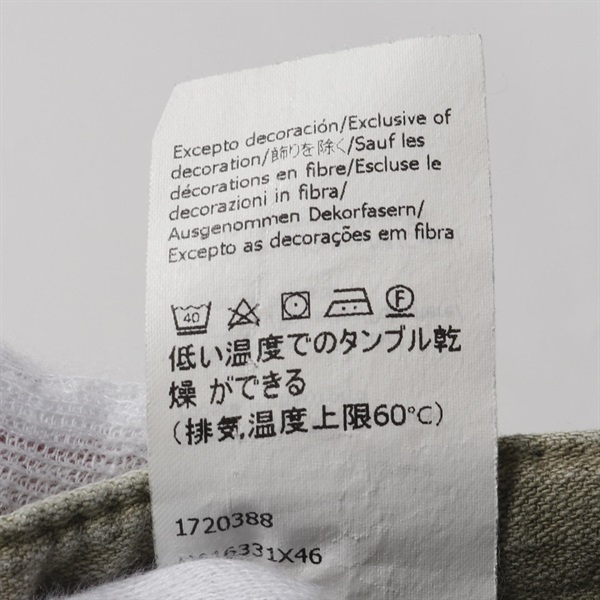 Excepto decoración/Exclusive of
decoration/飾りを除く/Sauf les
décorations en fibre/Escluse le
decorazioni in fibra/
Ausgenommen Dekorfasern/
Excepto as decorações em fibra
40 F
低い温度でのタンブル乾
燥 ができる
(排気,温度上限60℃)
1720388